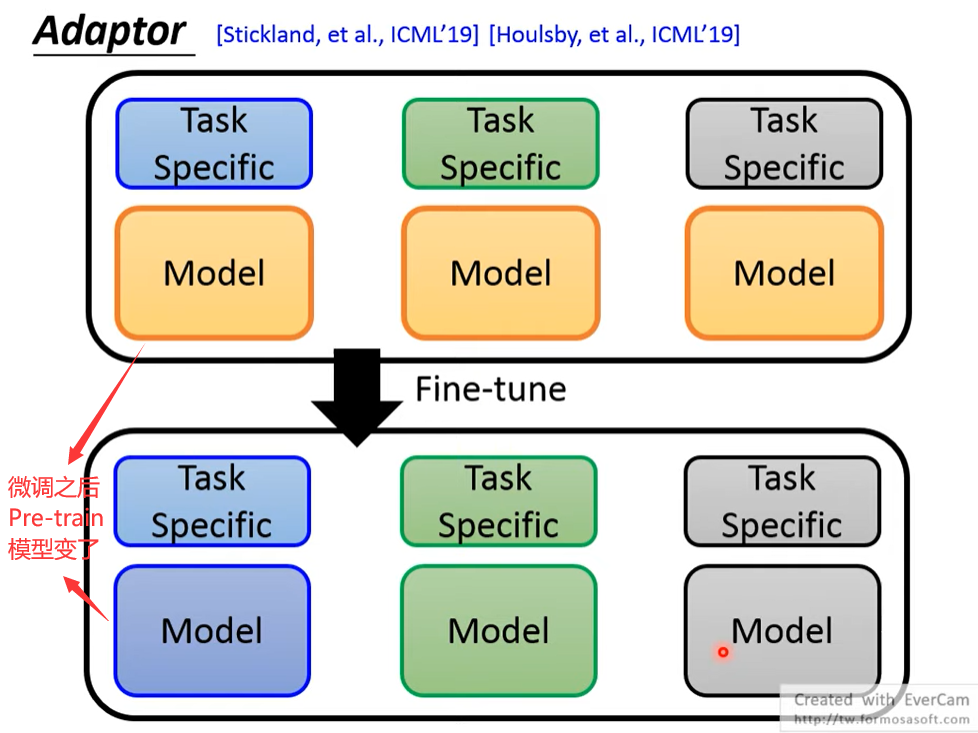 Adaptor [Stickland, et al., ICML'19] [Houlsby, et al., ICML'19]
Task Specific
Task Specific
Task Specific
Model
Model
Model
Fine-tune
微调之后
Pre-train
模型变了
Task Specific
Task Specific
Task Specific
Model
Model
Model
Created with EverCam
http://tw.formosasoft.com